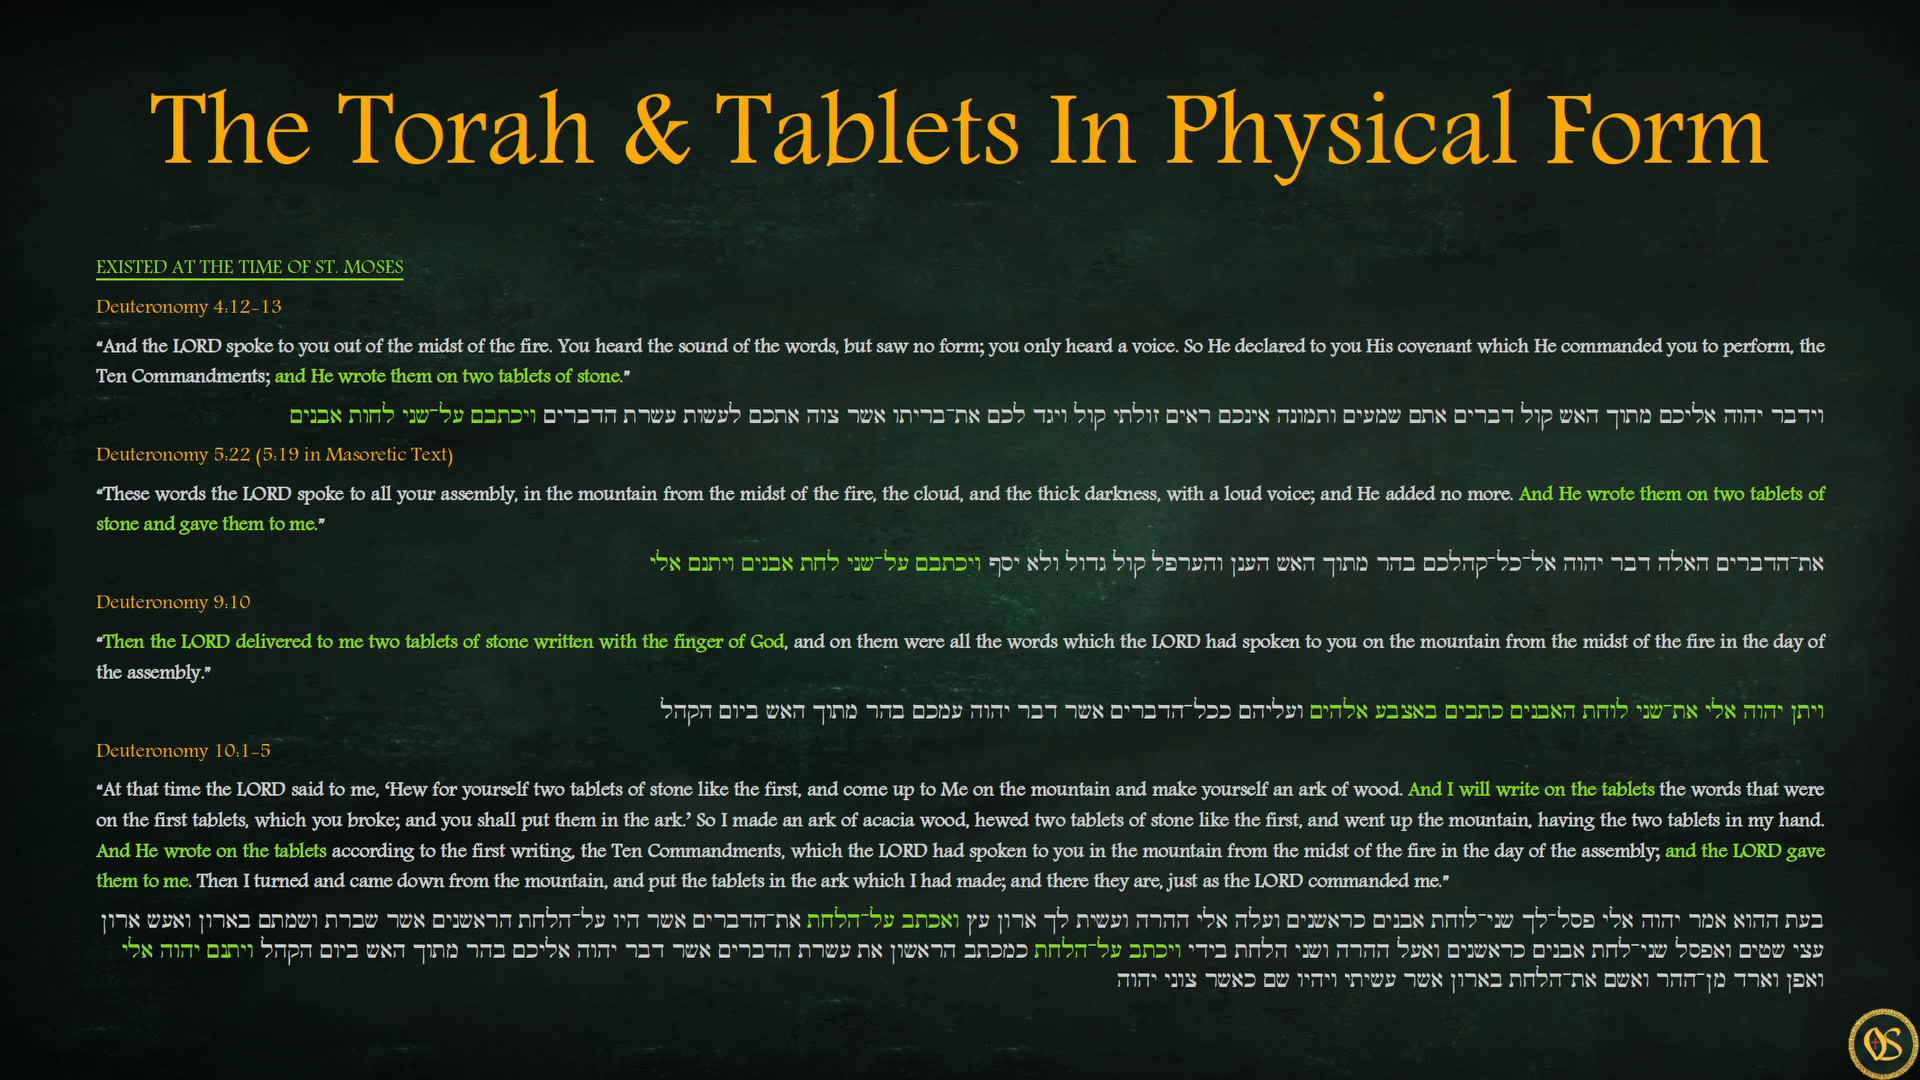 The Torah & Tablets In Physical Form
EXISTED AT THE TIME OF ST. MOSES
Deuteronomy 4:12-13
“And the LORD spoke to you out of the midst of the fire. You heard the sound of the words, but saw no form; you only heard a voice. So He declared to you His covenant which He commanded you to perform, the
Ten Commandments; and He wrote them on two tablets of stone.”
וידבר יהוה אליכם מתוך האש קול דברים אתם שמעים ותמונה אינכם ראים זולתי קול ויגד לכם את־בריתו אשר צוה אתכם לעשות עשרת הדברים ויכתבם על־שני לחות אבנים
Deuteronomy 5:22 (5:19 in Masoretic Text)
“These words the LORD spoke to all your assembly, in the mountain from the midst of the fire, the cloud, and the thick darkness, with a loud voice; and He added no more. And He wrote them on two tablets of
stone and gave them to me.”
את־הדברים האלה דבר יהוה אל־כל־קהלכם בהר מתוך האש הענן והערפל קול גדול ולא יסף ויכתבם על־שני לחת אבנים ויתנם אלי
Deuteronomy 9:10
“Then the LORD delivered to me two tablets of stone written with the finger of God, and on them were all the words which the LORD had spoken to you on the mountain from the midst of the fire in the day of
the assembly.”
ויתן יהוה אלי את־שני לוחת האבנים כתבים באצבע אלהים ועליהם ככל־הדברים אשר דבר יהוה עמכם בהר מתוך האש ביום הקהל
Deuteronomy 10:1-5
“At that time the LORD said to me, ‘Hew for yourself two tablets of stone like the first, and come up to Me on the mountain and make yourself an ark of wood. And I will write on the tablets the words that were
on the first tablets, which you broke; and you shall put them in the ark.’ So I made an ark of acacia wood, hewed two tablets of stone like the first, and went up the mountain, having the two tablets in my hand.
And He wrote on the tablets according to the first writing, the Ten Commandments, which the LORD had spoken to you in the mountain from the midst of the fire in the day of the assembly; and the LORD gave
them to me. Then I turned and came down from the mountain, and put the tablets in the ark which I had made; and there they are, just as the LORD commanded me.”
בעת ההוא אמר יהוה אלי פסל־לך שני־לוחת אבנים כראשנים ועלה אלי ההרה ועשית לך ארון עץ ואכתב על־הלחת את־הדברים אשר היו על־הלחת הראשנים אשר שברת ושמתם בארון ואעש ארון
עצי שטים ואפסל שני־לחת אבנים כראשנים ואעל ההרה ושני הלחת בידי ויכתב על־הלחת כמכתב הראשון את עשרת הדברים אשר דבר יהוה אליכם בהר מתוך האש ביום הקהל ויתנם יהוה אלי
ואפן וארד מן־ההר ואשם את־הלחת בארון אשר עשיתי ויהיו שם כאשר צוני יהוה